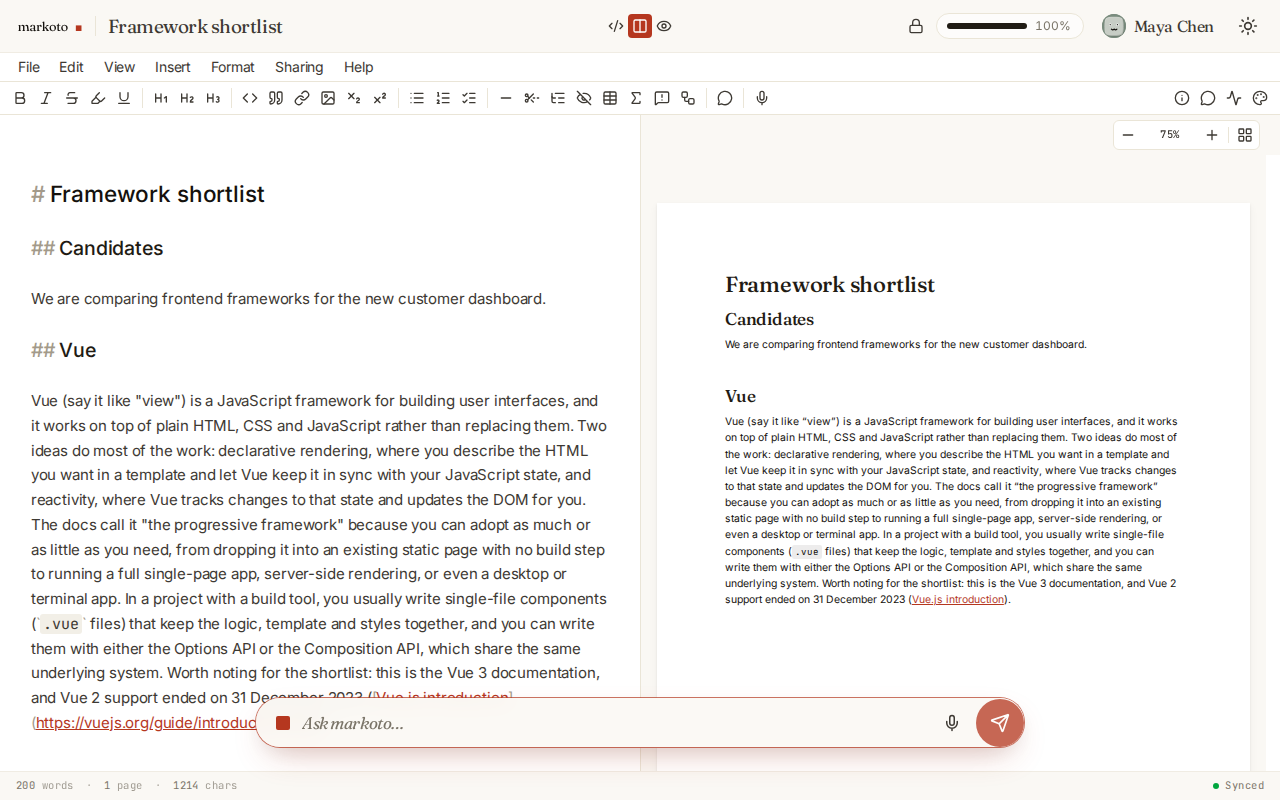 markoto
Framework shortlist
100%
Maya Chen
File Edit View Insert Format Sharing Help
H1 H2 H3
75%
# Framework shortlist
## Candidates
We are comparing frontend frameworks for the new customer dashboard.
## Vue
Vue (say it like "view") is a JavaScript framework for building user interfaces, and
it works on top of plain HTML, CSS and JavaScript rather than replacing them. Two
ideas do most of the work: declarative rendering, where you describe the HTML
you want in a template and let Vue keep it in sync with your JavaScript state, and
reactivity, where Vue tracks changes to that state and updates the DOM for you.
The docs call it "the progressive framework" because you can adopt as much or
as little as you need, from dropping it into an existing static page with no build step
to running a full single-page app, server-side rendering, or even a desktop or
terminal app. In a project with a build tool, you usually write single-file components
(`.vue` files) that keep the logic, template and styles together, and you can write
them with either the Options API or the Composition API, which share the same
underlying system. Worth noting for the shortlist: this is the Vue 3 documentation,
and Vue 2 support ended on 31 December 2023 ([Vue.js introduction]
(https://vuejs.org/guide/introduc
Framework shortlist
Candidates
We are comparing frontend frameworks for the new customer dashboard.
Vue
Vue (say it like “view”) is a JavaScript framework for building user interfaces, and it works
on top of plain HTML, CSS and JavaScript rather than replacing them. Two ideas do most of
the work: declarative rendering, where you describe the HTML you want in a template and
let Vue keep it in sync with your JavaScript state, and reactivity, where Vue tracks changes
to that state and updates the DOM for you. The docs call it “the progressive framework”
because you can adopt as much or as little as you need, from dropping it into an existing
static page with no build step to running a full single-page app, server-side rendering, or
even a desktop or terminal app. In a project with a build tool, you usually write single-file
components (.vue files) that keep the logic, template and styles together, and you can
write them with either the Options API or the Composition API, which share the same
underlying system. Worth noting for the shortlist: this is the Vue 3 documentation, and Vue 2
support ended on 31 December 2023 (Vue.js introduction).
Ask markoto...
200 words · 1 page · 1214 chars
Synced